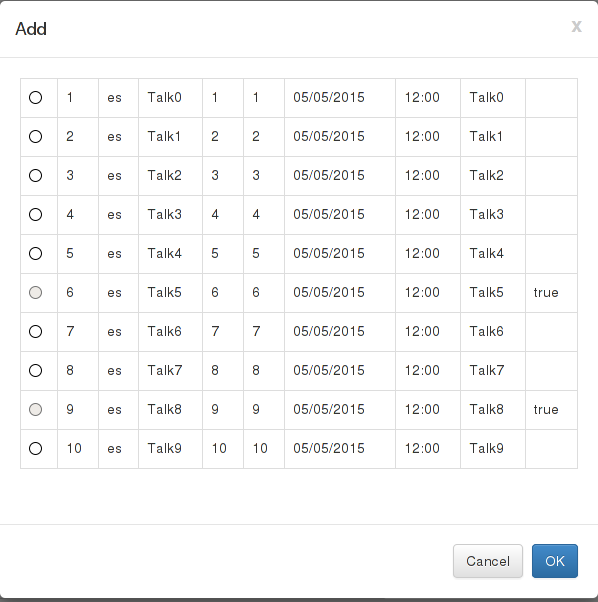 Add x
1 es Talk0 1 1 05/05/2015 12:00 Talk0
2 es Talk1 2 2 05/05/2015 12:00 Talk1
3 es Talk2 3 3 05/05/2015 12:00 Talk2
4 es Talk3 4 4 05/05/2015 12:00 Talk3
5 es Talk4 5 5 05/05/2015 12:00 Talk4
6 es Talk5 6 6 05/05/2015 12:00 Talk5 true
7 es Talk6 7 7 05/05/2015 12:00 Talk6
8 es Talk7 8 8 05/05/2015 12:00 Talk7
9 es Talk8 9 9 05/05/2015 12:00 Talk8 true
10 es Talk9 10 10 05/05/2015 12:00 Talk9
Cancel OK